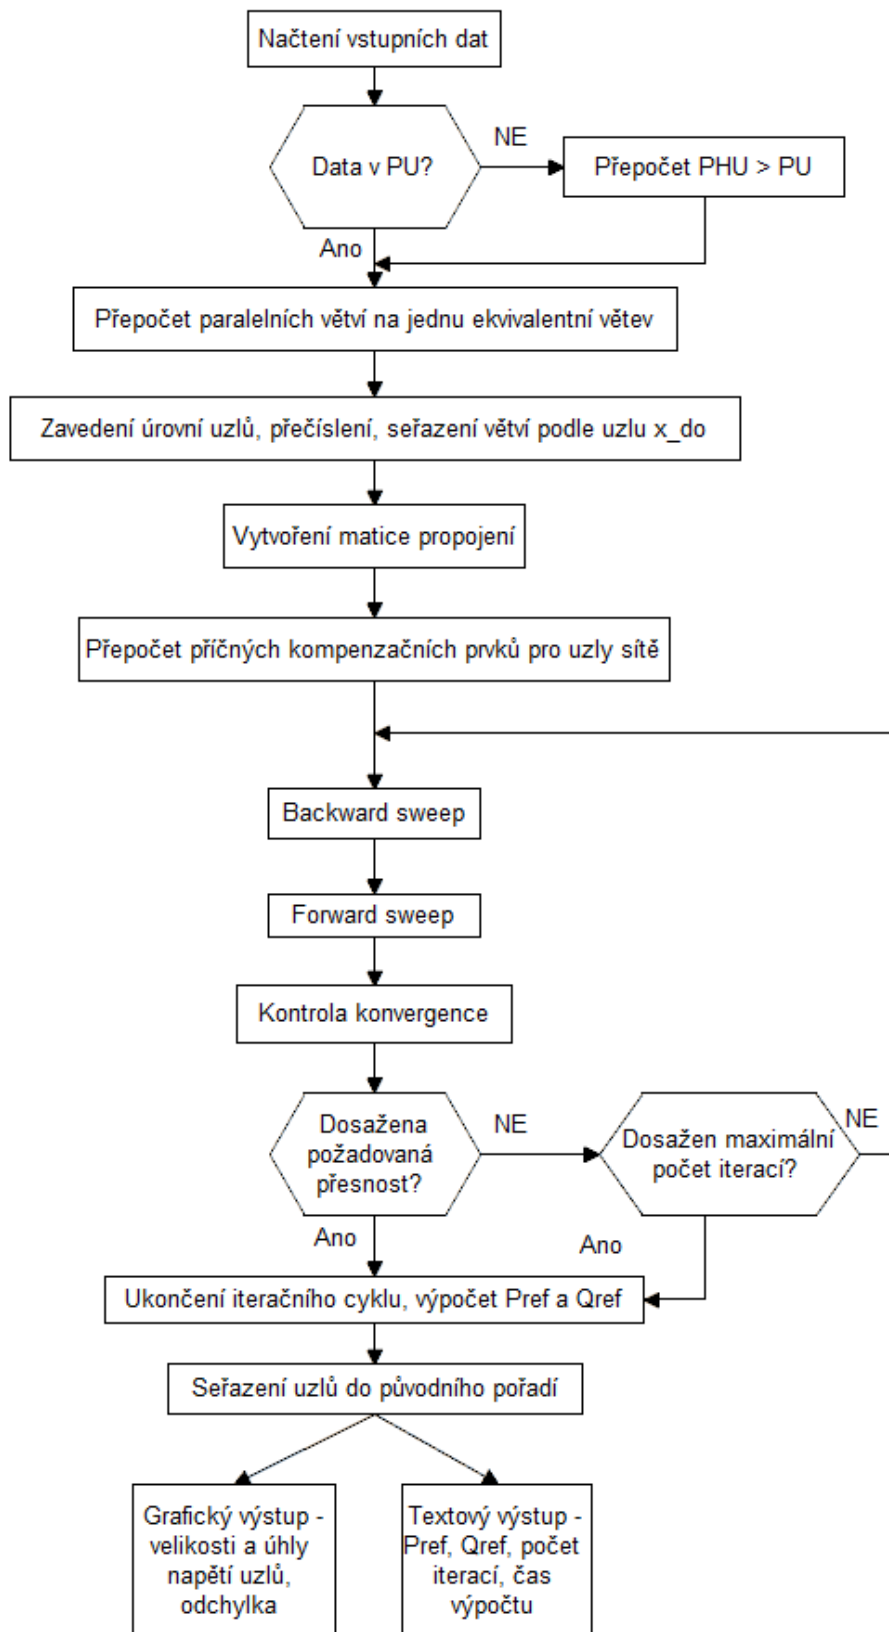 Načtení vstupních dat
Data v PU?
NE
Přepočet PHU > PU
Ano
Přepočet paralelních větví na jednu ekvivalentní větev
Zavedení úrovní uzlů, přečíslení, seřazení větví podle uzlu x_do
Vytvoření matice propojení
Přepočet příčných kompenzačních prvků pro uzly sítě
Backward sweep
Forward sweep
Kontrola konvergence
Dosažena
požadovaná
přesnost?
NE
Dosažen maximální
počet iterací?
NE
Ano
Ano
Ukončení iteračního cyklu, výpočet Pref a Qref
Seřazení uzlů do původního pořadí
Grafický výstup -
velikosti a úhly
napětí uzlů,
odchylka
Textový výstup -
Pref, Qref, počet
iterací, čas
výpočtu